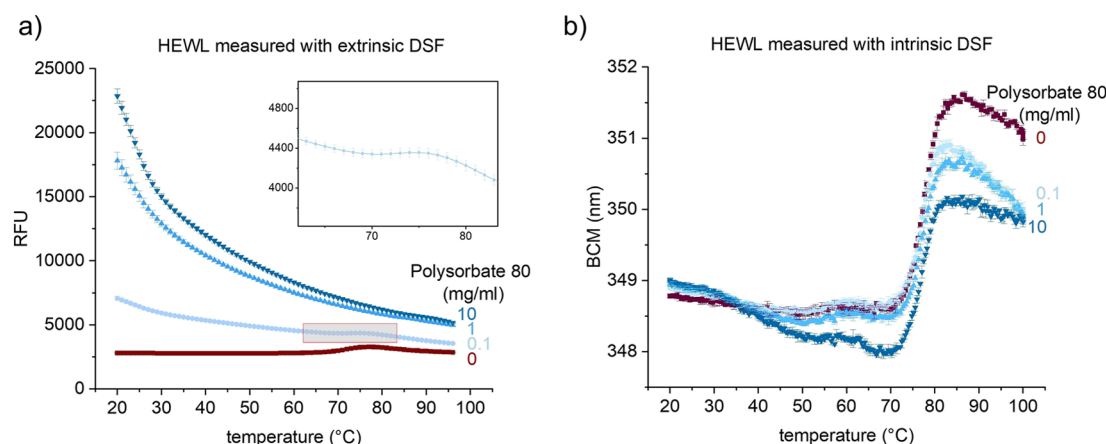 a)
HEWL measured with extrinsic DSF
25000
20000
15000
10000
5000
0
RFU
4800
4400
4000
70 80
Polysorbate 80
(mg/ml)
10
1
0.1
0
20 30 40 50 60 70 80 90 100
temperature (°C)
b)
HEWL measured with intrinsic DSF
352
351
350
349
348
BCM (nm)
Polysorbate 80
(mg/ml)
0
0.1
1
10
20 30 40 50 60 70 80 90 100
temperature (°C)